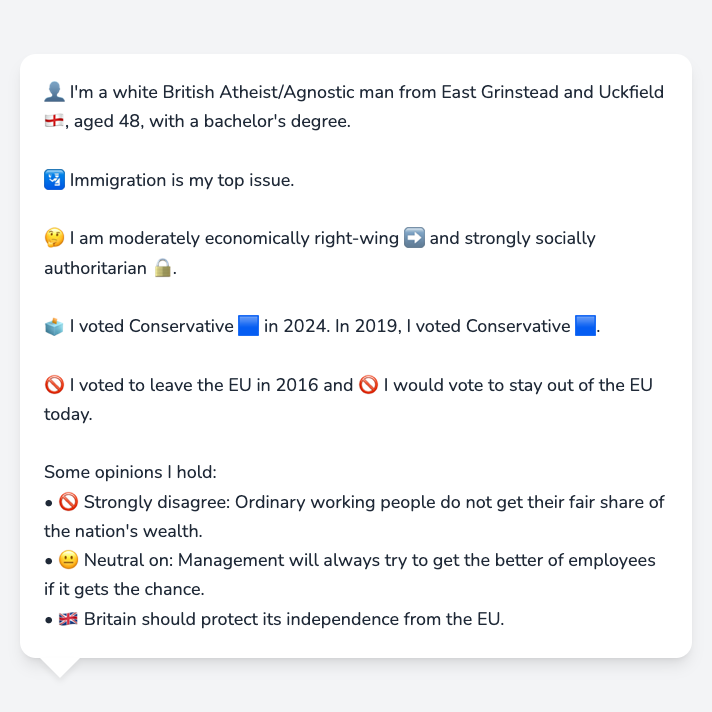 👤 I'm a white British Atheist/Agnostic man from East Grinstead and Uckfield
🏴󠁧󠁢󠁥󠁮󠁧󠁿, aged 48, with a bachelor's degree.
🛂 Immigration is my top issue.
🤔 I am moderately economically right-wing ➡️ and strongly socially
authoritarian 🔒.
🗳️ I voted Conservative 🟦 in 2024. In 2019, I voted Conservative 🟦.
🚫 I voted to leave the EU in 2016 and 🚫 I would vote to stay out of the EU
today.
Some opinions I hold:
• 🚫 Strongly disagree: Ordinary working people do not get their fair share of
the nation's wealth.
• 😐 Neutral on: Management will always try to get the better of employees
if it gets the chance.
• 🇬🇧 Britain should protect its independence from the EU.